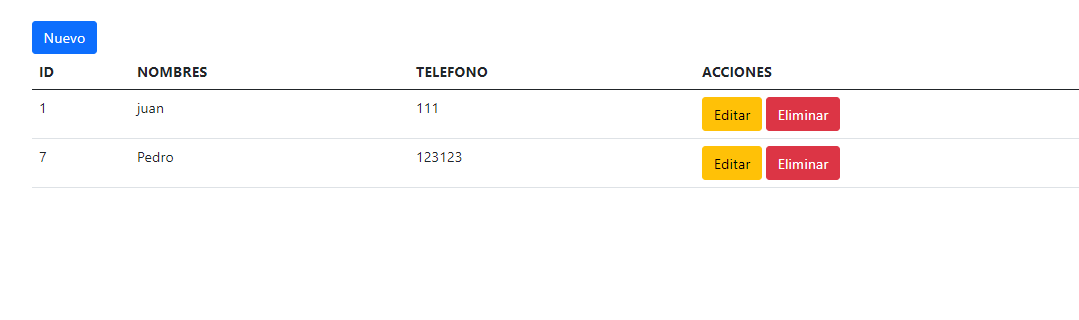 Nuevo
ID NOMBRES TELEFONO ACCIONES
1 juan 111 Editar Eliminar
7 Pedro 123123 Editar Eliminar